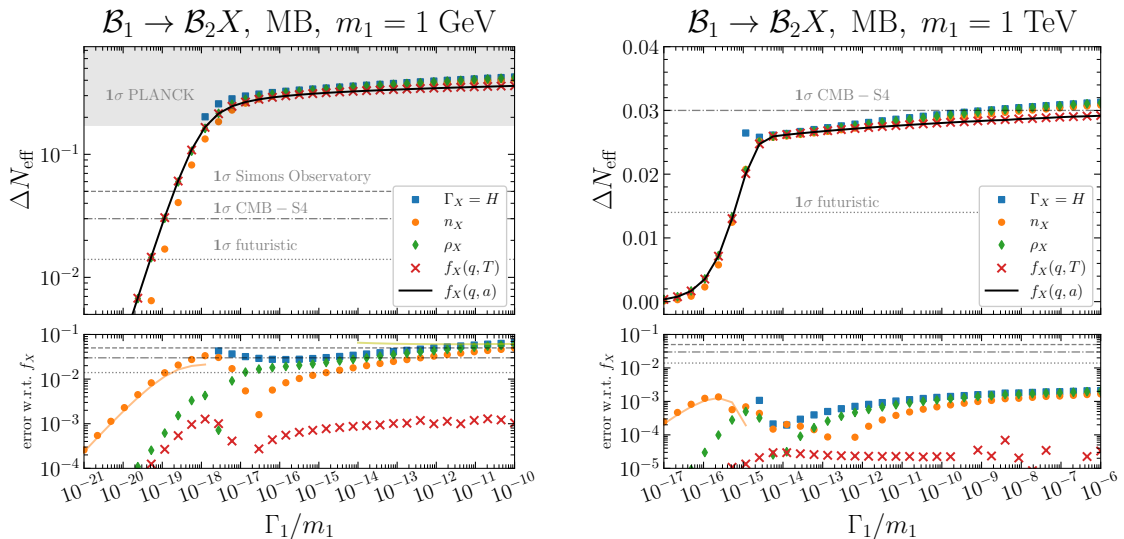 𝓑₁ → 𝓑₂X, MB, m₁ = 1 GeV
ΔN_eff
10⁻¹
10⁻²
1σ PLANCK
1σ Simons Observatory
1σ CMB − S4
1σ futuristic
Γ_X = H
n_X
ρ_X
f_X(q, T)
f_X(q, a)
error w.r.t. f_X
10⁻¹
10⁻²
10⁻³
10⁻⁴
10⁻²¹ 10⁻²⁰ 10⁻¹⁹ 10⁻¹⁸ 10⁻¹⁷ 10⁻¹⁶ 10⁻¹⁵ 10⁻¹⁴ 10⁻¹³ 10⁻¹² 10⁻¹¹ 10⁻¹⁰
Γ₁/m₁
𝓑₁ → 𝓑₂X, MB, m₁ = 1 TeV
ΔN_eff
0.04
0.03
0.02
0.01
0.00
1σ CMB − S4
1σ futuristic
Γ_X = H
n_X
ρ_X
f_X(q, T)
f_X(q, a)
error w.r.t. f_X
10⁻¹
10⁻²
10⁻³
10⁻⁴
10⁻⁵
10⁻¹⁷ 10⁻¹⁶ 10⁻¹⁵ 10⁻¹⁴ 10⁻¹³ 10⁻¹² 10⁻¹¹ 10⁻¹⁰ 10⁻⁹ 10⁻⁸ 10⁻⁷ 10⁻⁶
Γ₁/m₁